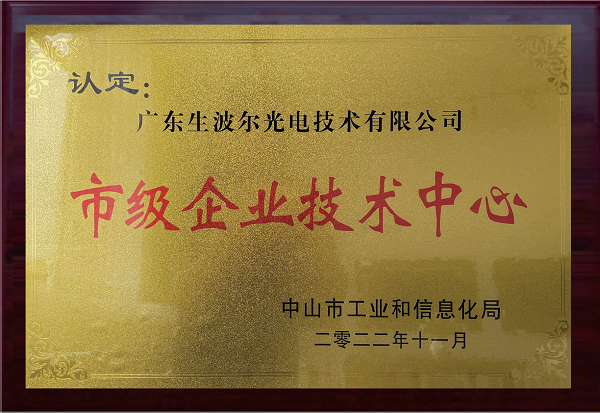 认定：
广东生波尔光电技术有限公司
市级企业技术中心
中山市工业和信息化局
二零二二年十一月